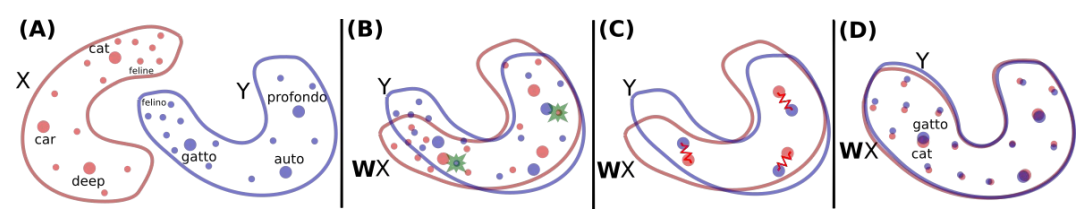 (A)
X
cat
feline
car
deep
Y
felino
profondo
gatto
auto
(B)
Y
WX
(C)
Y
WX
(D)
Y
gatto
cat
WX